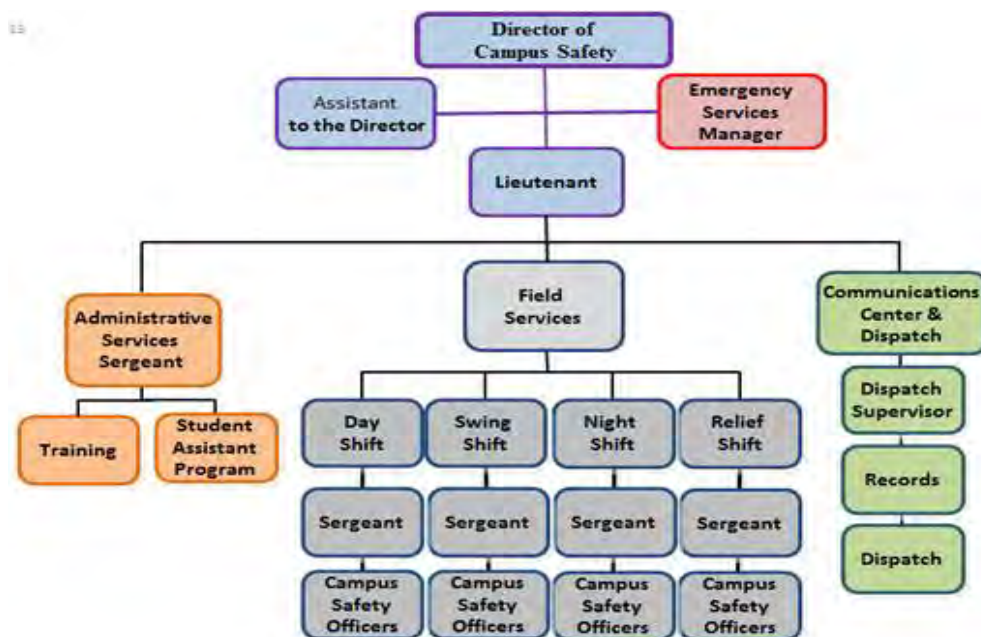 Director of
Campus Safety
Assistant
to the Director
Emergency
Services
Manager
Lieutenant
Administrative
Services
Sergeant
Training
Student
Assistant
Program
Field
Services
Day
Shift
Sergeant
Campus
Safety
Officers
Swing
Shift
Sergeant
Campus
Safety
Officers
Night
Shift
Sergeant
Campus
Safety
Officers
Relief
Shift
Sergeant
Campus
Safety
Officers
Communications
Center &
Dispatch
Dispatch
Supervisor
Records
Dispatch